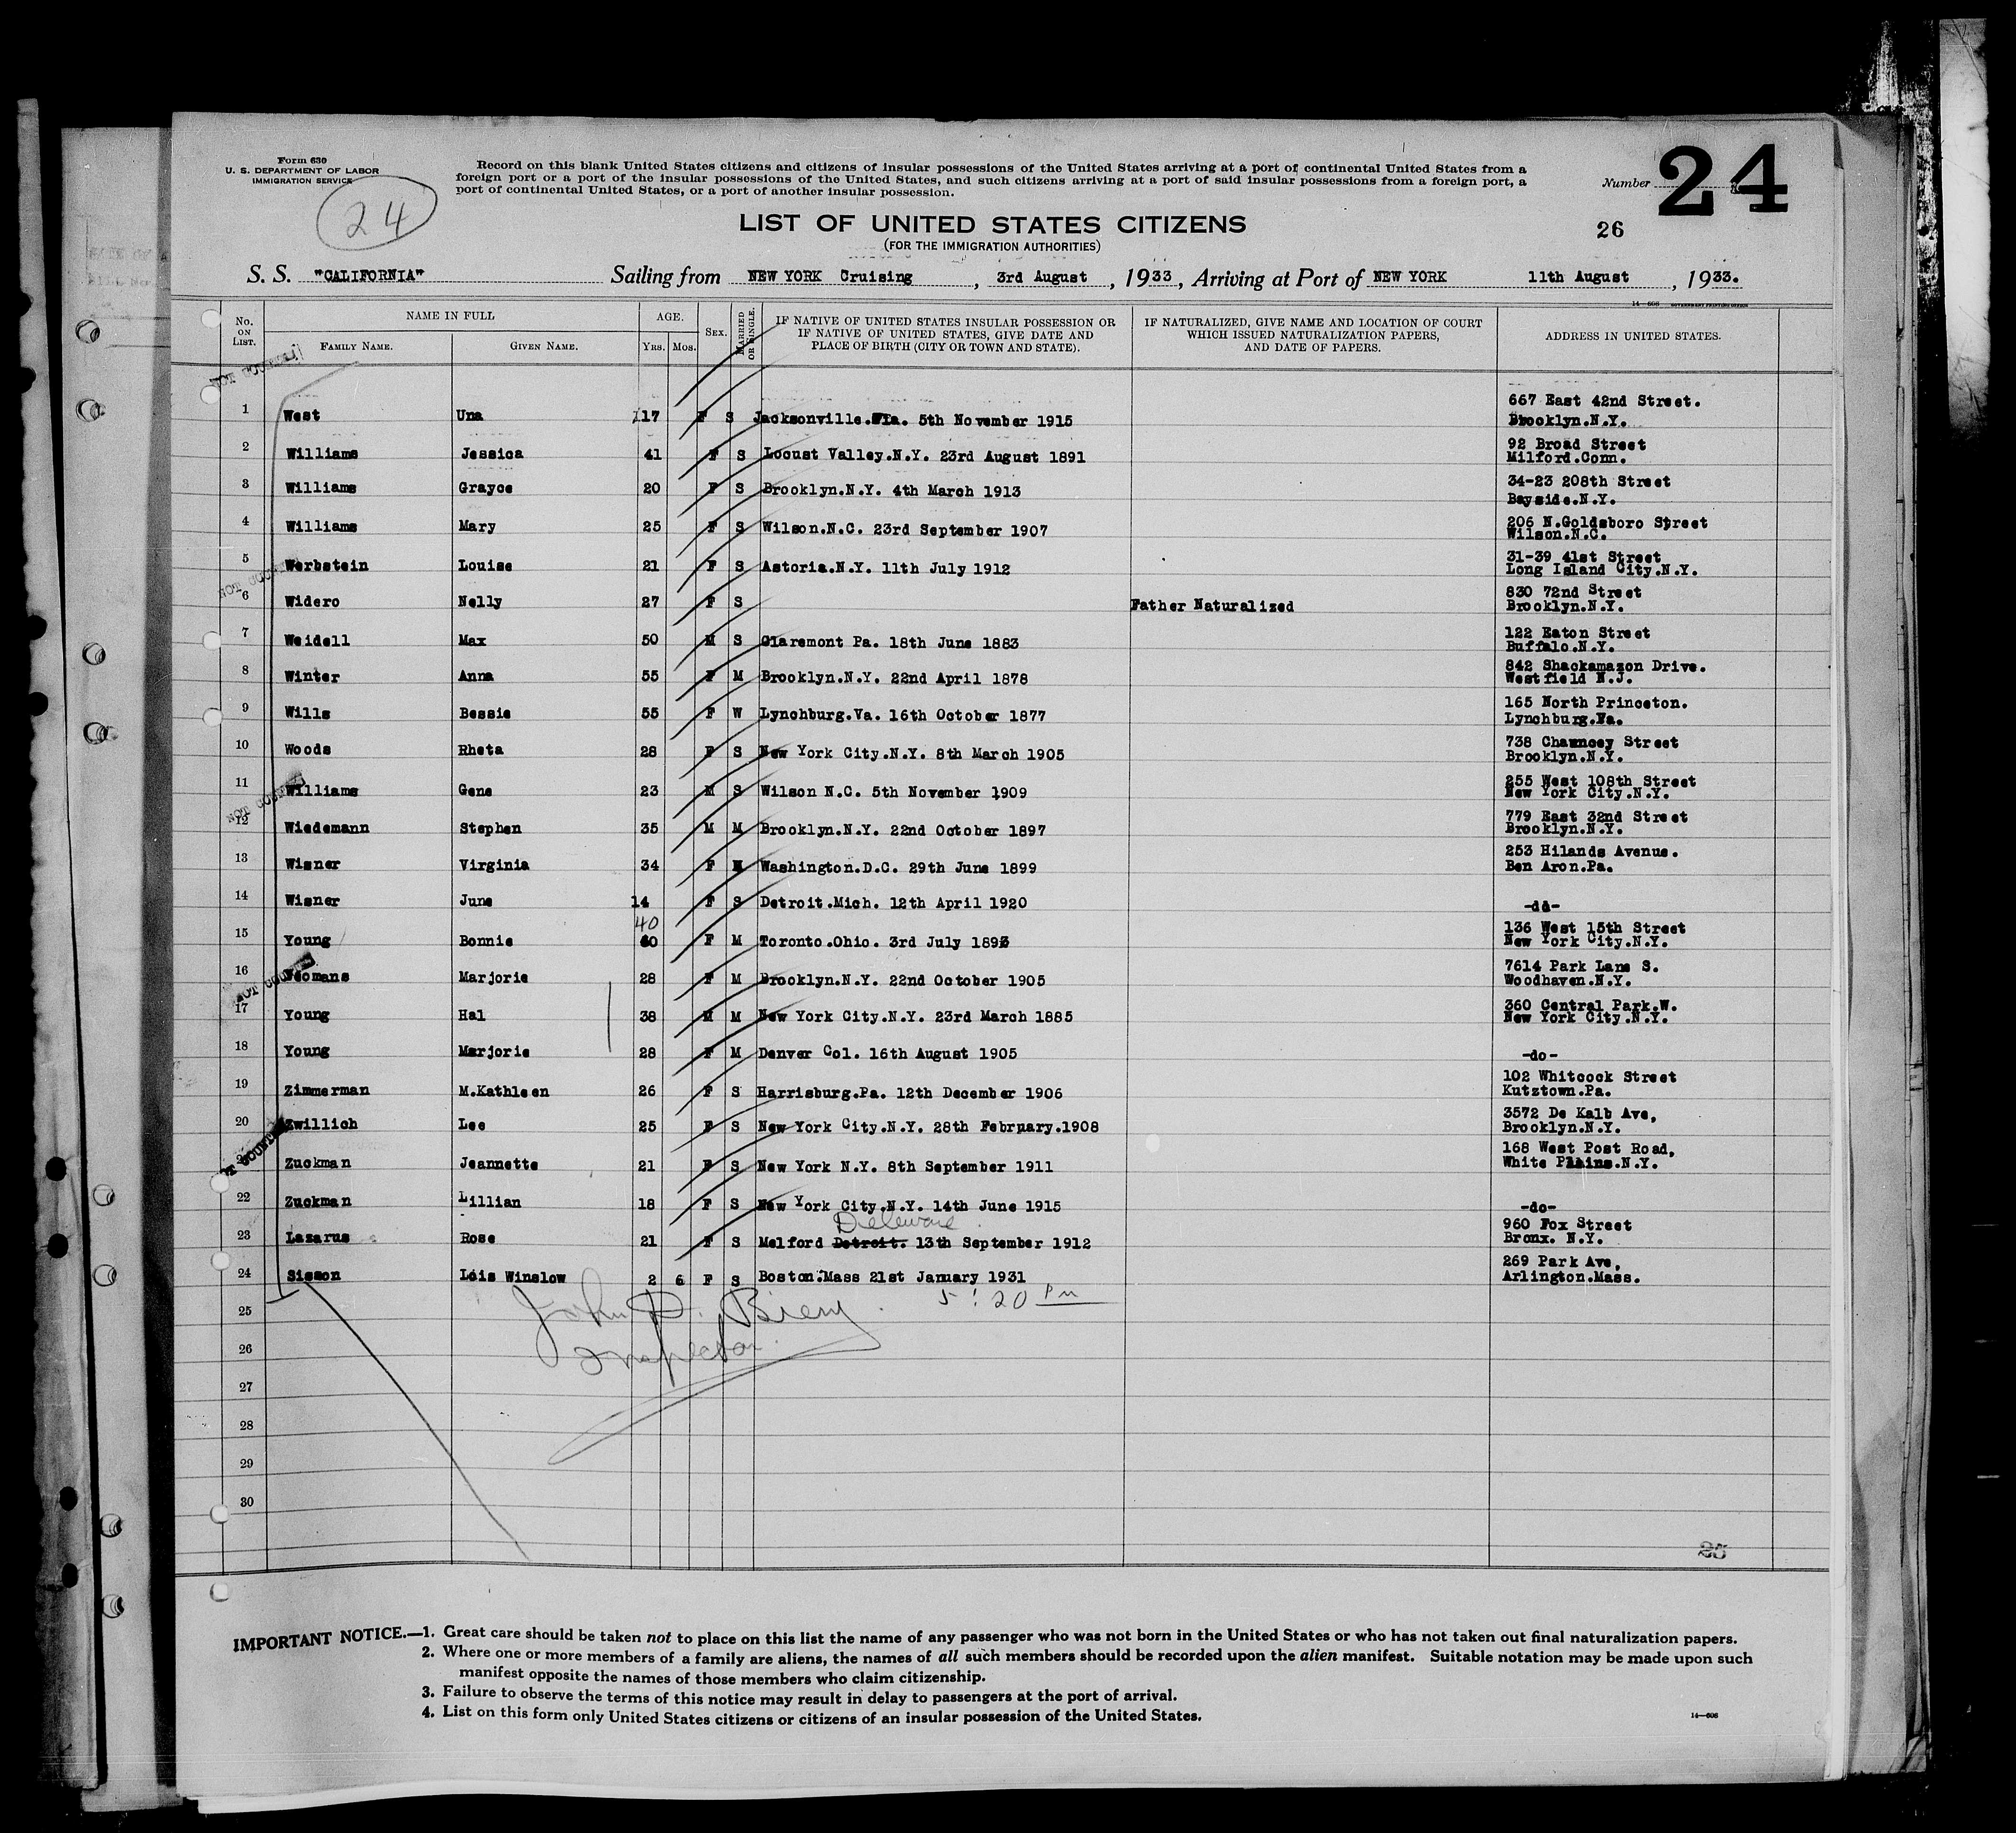 Form 630
U. S. DEPARTMENT OF LABOR
IMMIGRATION SERVICE
24
Record on this blank United States citizens and citizens of insular possessions of the United States arriving at a port of continental United States from a
foreign port or a port of the insular possessions of the United States, and such citizens arriving at a port of said insular possessions from a foreign port, a
port of continental United States, or a port of another insular possession.
Number 24
LIST OF UNITED STATES CITIZENS
(FOR THE IMMIGRATION AUTHORITIES)
26
S. S. "CALIFORNIA" Sailing from NEW YORK Cruising, 3rd August, 1933, Arriving at Port of NEW YORK 11th August, 1933.
14-608 GOVERNMENT PRINTING OFFICE
No. ON LIST. NAME IN FULL FAMILY NAME. GIVEN NAME. AGE. YRS. MOS. SEX. MARRIED OR SINGLE. IF NATIVE OF UNITED STATES INSULAR POSSESSION OR IF NATIVE OF UNITED STATES, GIVE DATE AND PLACE OF BIRTH (CITY OR TOWN AND STATE). IF NATURALIZED, GIVE NAME AND LOCATION OF COURT WHICH ISSUED NATURALIZATION PAPERS, AND DATE OF PAPERS. ADDRESS IN UNITED STATES.
1 West Una 17 F S Jacksonville. 5th November 1915 667 East 42nd Street. Brooklyn.N.Y.
2 Williams Jessica 41 F S Locust Valley.N.Y. 23rd August 1891 92 Broad Street Milford.Conn.
3 Williams Grayce 20 F S Brooklyn.N.Y. 4th March 1913 34-23 208th Street Bayside.N.Y.
4 Williams Mary 25 F S Wilson.N.C. 23rd September 1907 206 N.Goldsboro Street Wilson.N.C.
5 Werbstein Louise 21 F S Astoria.N.Y. 11th July 1912 31-39 41st Street Long Island City.N.Y.
6 Widero Nelly 27 F S Father Naturalized 830 72nd Street Brooklyn.N.Y.
7 Weidell Max 50 M S Claremont Pa. 18th June 1883 122 Eaton Street Buffalo.N.Y.
8 Winter Anna 55 F M Brooklyn.N.Y. 22nd April 1878 842 Shackamazon Drive. Westfield N.J.
9 Wills Bessie 55 F W Lynchburg.Va. 16th October 1877 165 North Princeton. Lynchburg.Va.
10 Woods Rheta 28 F S New York City.N.Y. 8th March 1905 738 Chauncey Street Brooklyn.N.Y.
11 Williams Gene 23 M S Wilson N.C. 5th November 1909 255 West 108th Street New York City.N.Y.
12 Wiedemann Stephen 35 M M Brooklyn.N.Y. 22nd October 1897 779 East 32nd Street Brooklyn.N.Y.
13 Wisner Virginia 34 F M Washington.D.C. 29th June 1899 253 Hilands Avenue. Ben Aron.Pa.
14 Wisner June 14 F S Detroit.Mich. 12th April 1920 -do-
40
15 Young Bonnie F M Toronto.Ohio. 3rd July 1893 136 West 15th Street New York City.N.Y.
16 Yeomans Marjorie 28 F M Brooklyn.N.Y. 22nd October 1905 7614 Park Lane S. Woodhaven.N.Y.
17 Young Hal 38 M M New York City.N.Y. 23rd March 1885 360 Central Park.W. New York City.N.Y.
18 Young Marjorie 28 F M Denver Col. 16th August 1905 -do-
19 Zimmerman M.Kathleen 26 F S Harrisburg.Pa. 12th December 1906 102 Whitcock Street Kutztown.Pa.
20 Zwillich Lee 25 F S New York City.N.Y. 28th February.1908 3572 De Kalb Ave, Brooklyn.N.Y.
Zuckman Jeannette 21 F S New York N.Y. 8th September 1911 168 West Post Road, White Plains.N.Y.
22 Zuckman Lillian 18 F S New York City.N.Y. 14th June 1915 -do-
Deleware
23 Lazarus Rose 21 F S Melford Detroit. 13th September 1912 960 Fox Street Bronx. N.Y.
24 Sisson Lois Winslow 2 6 F S Boston.Mass 21st January 1931 269 Park Ave, Arlington.Mass.
25 John P. 5:20 PM
26 Inspector
27
28
29
30
25
IMPORTANT NOTICE.—1. Great care should be taken not to place on this list the name of any passenger who was not born in the United States or who has not taken out final naturalization papers.
2. Where one or more members of a family are aliens, the names of all such members should be recorded upon the alien manifest. Suitable notation may be made upon such
manifest opposite the names of those members who claim citizenship.
3. Failure to observe the terms of this notice may result in delay to passengers at the port of arrival.
4. List on this form only United States citizens or citizens of an insular possession of the United States.
14-608